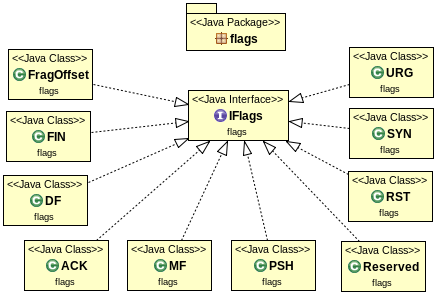 <<Java Package>>
flags
<<Java Class>>
FragOffset
flags
<<Java Class>>
URG
flags
<<Java Interface>>
IFlags
flags
<<Java Class>>
FIN
flags
<<Java Class>>
SYN
flags
<<Java Class>>
DF
flags
<<Java Class>>
RST
flags
<<Java Class>>
ACK
flags
<<Java Class>>
MF
flags
<<Java Class>>
PSH
flags
<<Java Class>>
Reserved
flags